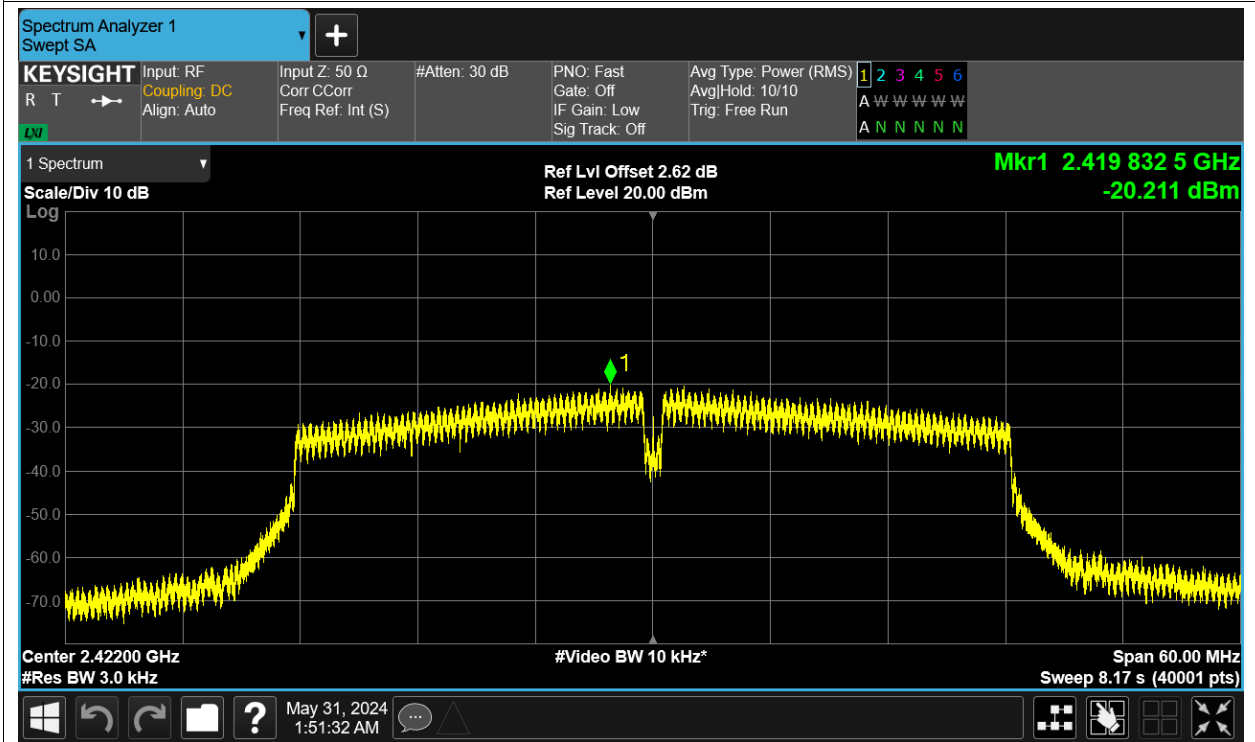 Spectrum Analyzer 1
Swept SA
+
KEYSIGHT
R T
LXI
Input: RF
Coupling: DC
Align: Auto
Input Z: 50 Ω
Corr CCorr
Freq Ref: Int (S)
#Atten: 30 dB
PNO: Fast
Gate: Off
IF Gain: Low
Sig Track: Off
Avg Type: Power (RMS)
Avg|Hold: 10/10
Trig: Free Run
1 2 3 4 5 6
A W W W W W
A N N N N N
1 Spectrum
Scale/Div 10 dB
Log
Ref Lvl Offset 2.62 dB
Ref Level 20.00 dBm
Mkr1 2.419 832 5 GHz
-20.211 dBm
10.0
0.00
-10.0
1
-20.0
-30.0
-40.0
-50.0
-60.0
-70.0
Center 2.42200 GHz
#Res BW 3.0 kHz
#Video BW 10 kHz*
Span 60.00 MHz
Sweep 8.17 s (40001 pts)
?
May 31, 2024
1:51:32 AM